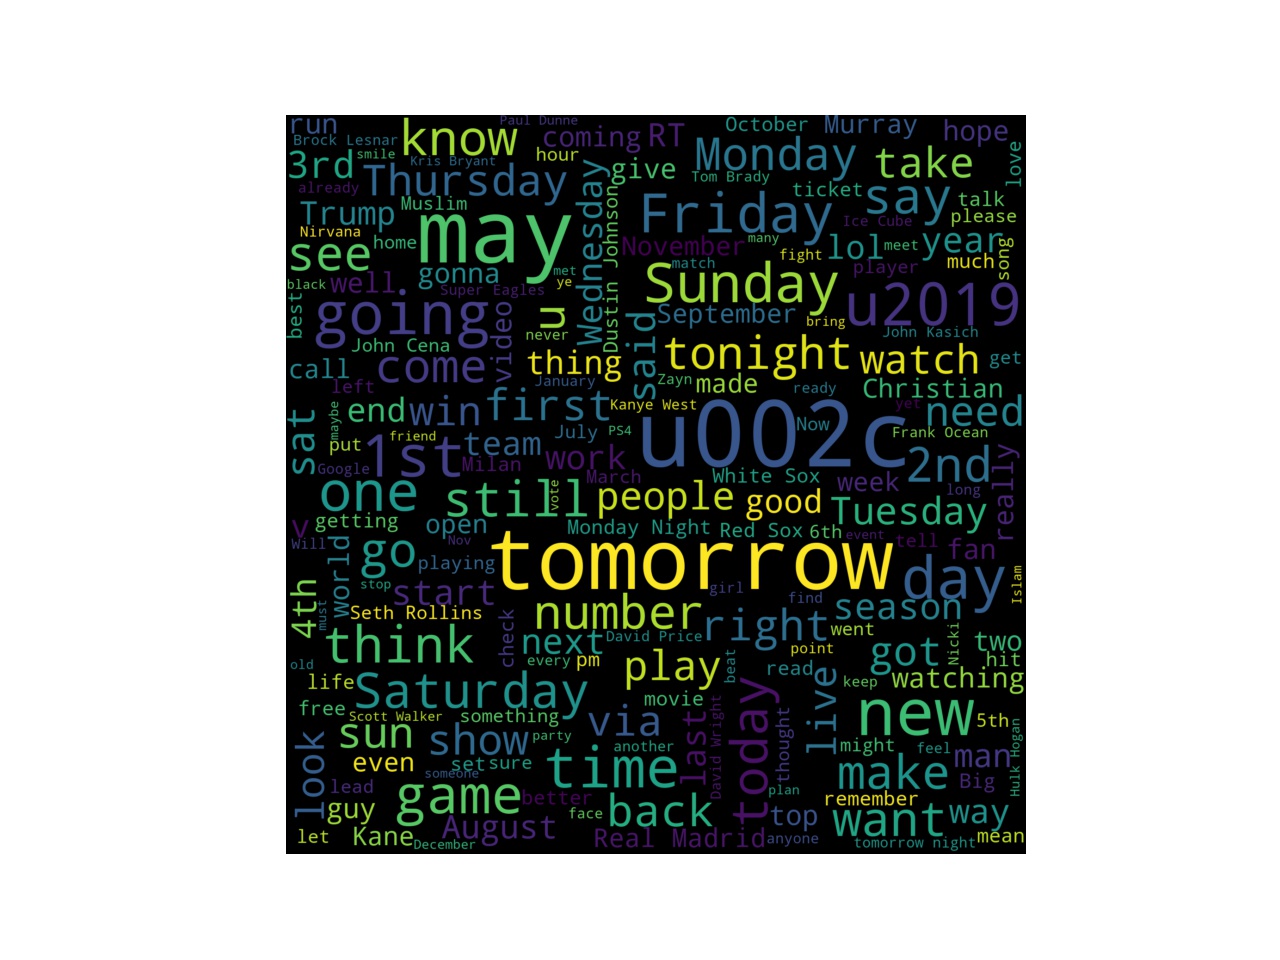 run
Brock Lesnar
know
Paul Dunne
coming
RT
October
Murray
hope
3rd
smile
Kris Bryant
hour
give
Monday
take
love
already
Thursday
Wednesday
Tom Brady
ticket
say
talk
Trump
Muslim
may
Dustin Johnson
Friday
Ice Cube
please
Nirvana
home
November
many
lol
meet
year
see
gonna
met
match
fight
player
much
song
black
well
Super Eagles
ye
Sunday
u2019
best
going
video
u
September
bring
John Kasich
never
said
John Cena
come
thing
tonight
watch
get
call
left
January
Zayn
made
ready
Christian
maybe
end
win
first
Kanye West
u002c
yet
need
sat
put
friend
July
PS4
Now
Frank Ocean
1st
team
Google
Milan
work
March
White Sox
2nd
really
one
still
vote
people
good
week
long
v
getting
open
Monday Night
Red Sox
6th
Tuesday
Will
Nov
go
tomorrow
event
tell
fan
world
playing
stop
start
girl
find
day
Islam
4th
must
Seth Rollins
number
season
check
think
next
David Price
right
went
Nicki
two
old
every
pm
play
beat
point
got
hit
read
life
Saturday
movie
keep
watching
free
Scott Walker
something
via
last
David Wright
today
thought
live
new
5th
look
sun
show
party
another
might
feel
man
Hulk Hogan
even
someone
set
sure
time
make
Big
lead
plan
guy
game
better
face
back
top
remember
want
way
let
Kane
December
August
Real Madrid
anyone
tomorrow night
mean